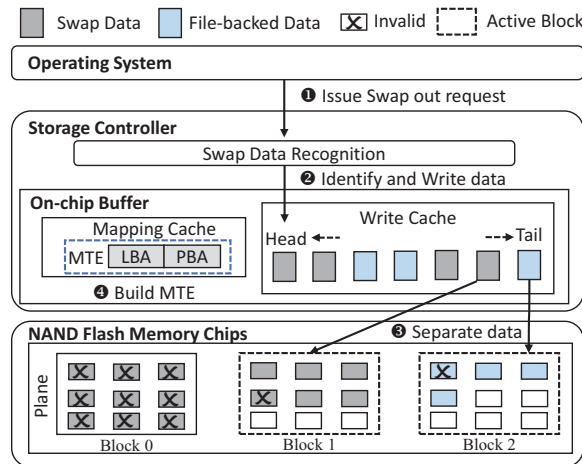 Swap Data File-backed Data Invalid Active Block
Operating System
❶ Issue Swap out request
Storage Controller
Swap Data Recognition
❷ Identify and Write data
On-chip Buffer
Mapping Cache
MTE LBA PBA
❹ Build MTE
Write Cache
Head Tail
❸ Separate data
NAND Flash Memory Chips
Plane
Block 0 Block 1 Block 2